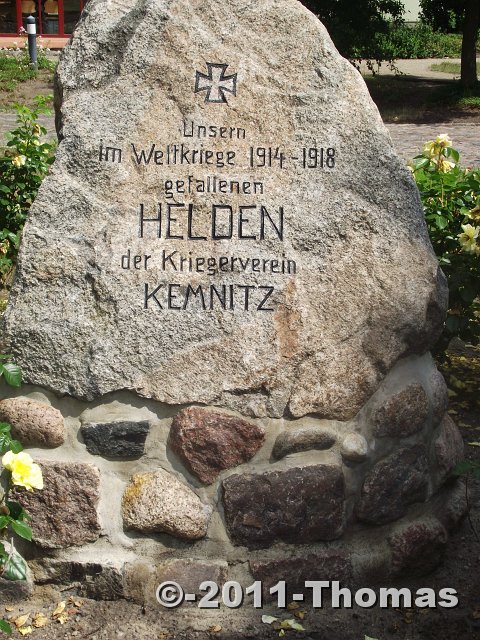 Unsern
im Weltkriege 1914-1918
gefallenen
HELDEN
der Kriegerverein
KEMNITZ
©-2011-Thomas